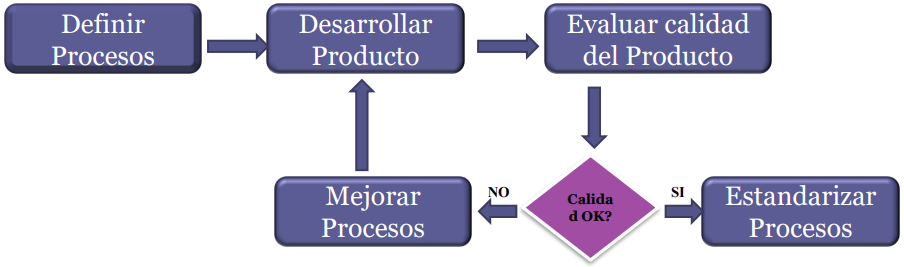 Definir
Procesos
Desarrollar
Producto
Evaluar calidad
del Producto
Mejorar
Procesos
NO
Calida
d OK?
SI
Estandarizar
Procesos